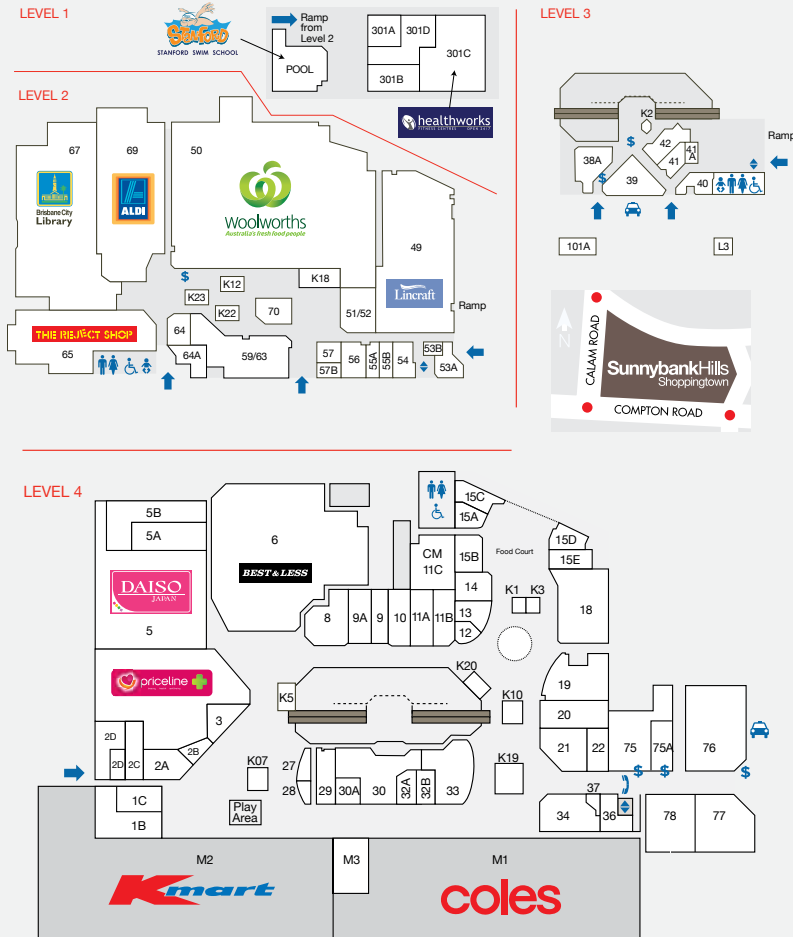 LEVEL 1
STANFORD
STANFORD SWIM SCHOOL
Ramp
from
Level 2
POOL
301A
301D
301C
301B
healthworks
FITNESS CENTRES OPEN 24/7
LEVEL 3
K2
42
41
A
41
38A
39
40
Ramp
$
$
101A
L3
LEVEL 2
67
69
50
Brisbane City
Library
ALDI
Woolworths
Australia's fresh food people
49
Lincraft
$
K12
K18
K23
K22
70
51/52
Ramp
THE REJECT SHOP
65
64
64A
59/63
57
57B
56
55A
55B
54
53B
53A
N
CALAM ROAD
SunnybankHills
Shoppingtown
COMPTON ROAD
LEVEL 4
5B
5A
DAISO
JAPAN
5
6
BEST & LESS
15C
15A
CM
11C
15B
Food Court
15D
15E
14
K1
K3
18
8
9A
9
10
11A
11B
13
12
priceline
3
2D
2D
2C
2B
2A
K5
K20
K10
19
20
21
22
75
75A
76
$
$
$
K07
27
28
29
30A
30
32A
32B
33
K19
Play
Area
37
34
36
78
77
1C
1B
M2
Kmart
M3
M1
coles